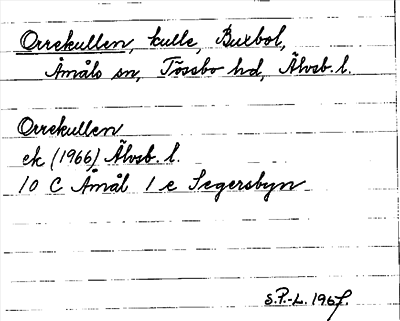 Orrekullen, kulle, Buxbol,
Åmåls sn, Tössbo hd, Älvsb. l.
Orrekullen
ek (1966) Älvsb. l.
10 C Åmål 1 e Segersbyn
S.P.-L. 1967.